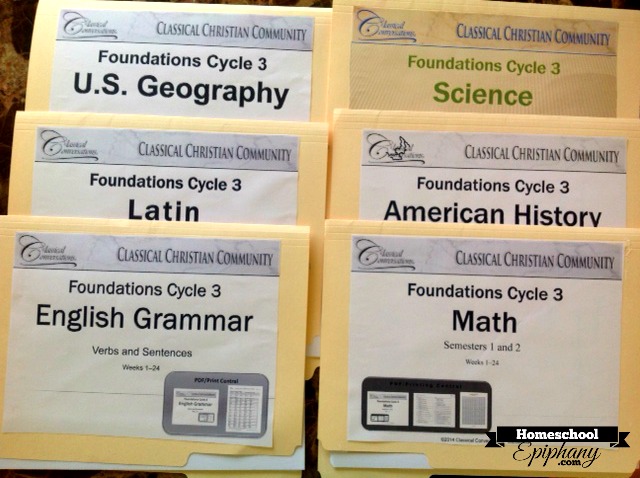 Classical
Conversations
CLASSICAL CHRISTIAN COMMUNITY
Foundations Cycle 3
U.S. Geography
Classical
Conversations
CLASSICAL CHRISTIAN COMMUNITY
Foundations Cycle 3
Science
Classical
Conversations
CLASSICAL CHRISTIAN COMMUNITY
Foundations Cycle 3
Latin
Classical
Conversations
CLASSICAL CHRISTIAN COMMUNITY
Foundations Cycle 3
American History
Classical
Conversations
CLASSICAL CHRISTIAN COMMUNITY
Foundations Cycle 3
English Grammar
Verbs and Sentences
Weeks 1–24
PDF/Print Control
English Grammar
Classical
Conversations
CLASSICAL CHRISTIAN COMMUNITY
Foundations Cycle 3
Math
Semesters 1 and 2
Weeks 1–24
PDF/Printing Control
Math
©2014 Classical
Homeschool
Epiphany
.com